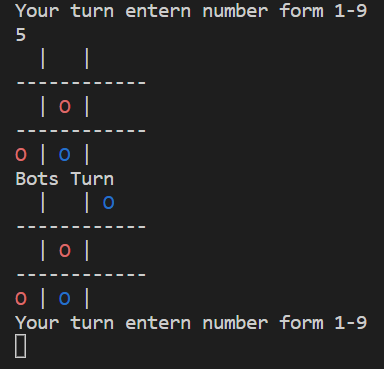 Your turn entern number form 1-9
5
  |   |
------------
  | O |
------------
O | O |
Bots Turn
  |   | O
------------
  | O |
------------
O | O |
Your turn entern number form 1-9